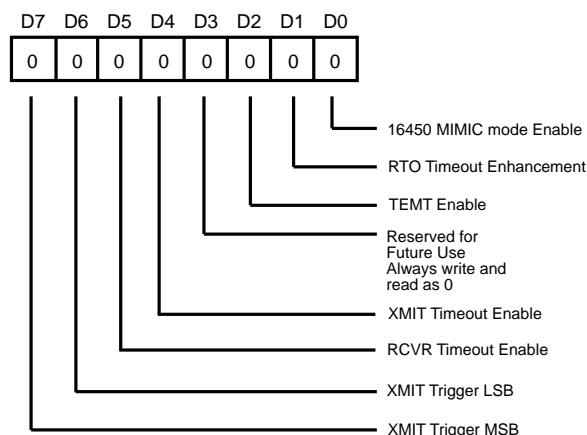 D7 D6 D5 D4 D3 D2 D1 D0
0 0 0 0 0 0 0 0
16450 MIMIC mode Enable
RTO Timeout Enhancement
TEMT Enable
Reserved for
Future Use
Always write and
read as 0
XMIT Timeout Enable
RCVR Timeout Enable
XMIT Trigger LSB
XMIT Trigger MSB